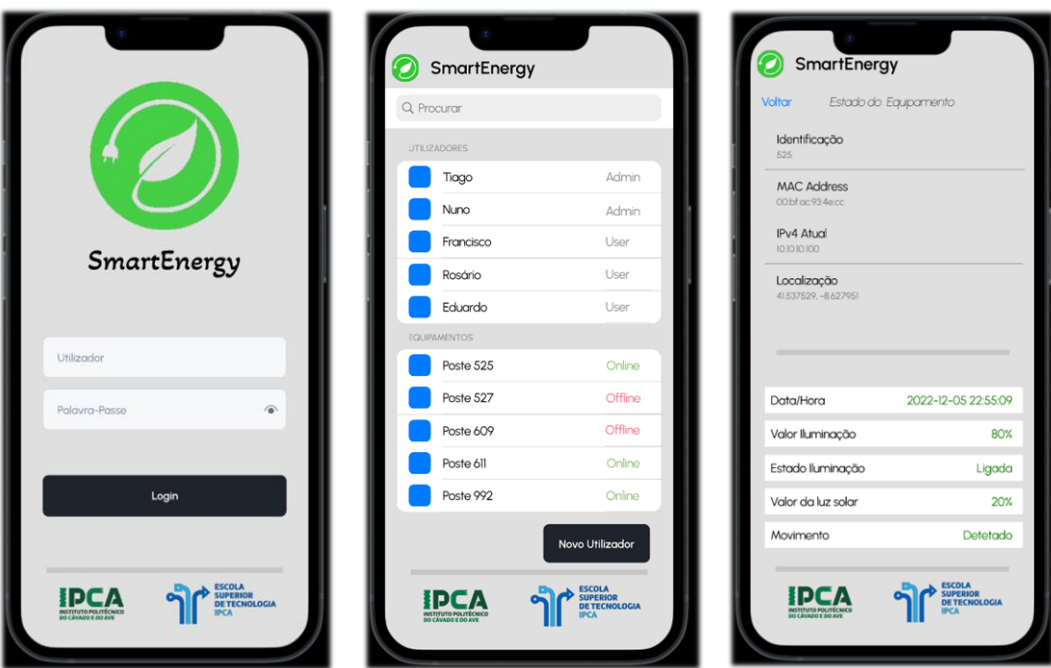 SmartEnergy
Utilizador
Palavra-Passe
Login
IPCA
INSTITUTO POLITÉCNICO
DO CÁVADO E DO AVE
ESCOLA
SUPERIOR
DE TECNOLOGIA
IPCA
SmartEnergy
Procurar
UTILIZADORES
Tiago Admin
Nuno Admin
Francisco User
Rosário User
Eduardo User
EQUIPAMENTOS
Poste 525 Online
Poste 527 Offline
Poste 609 Offline
Poste 611 Online
Poste 992 Online
Novo Utilizador
IPCA
INSTITUTO POLITÉCNICO
DO CÁVADO E DO AVE
ESCOLA
SUPERIOR
DE TECNOLOGIA
IPCA
SmartEnergy
Voltar Estado do Equipamento
Identificação
525
MAC Address
00:bf:ac:93:4e:cc
IPv4 Atual
10.10.10.100
Localização
41.537529, -8.627951
Data/Hora 2022-12-05 22:55:09
Valor Iluminação 80%
Estado Iluminação Ligada
Valor da luz solar 20%
Movimento Detetado
IPCA
INSTITUTO POLITÉCNICO
DO CÁVADO E DO AVE
ESCOLA
SUPERIOR
DE TECNOLOGIA
IPCA